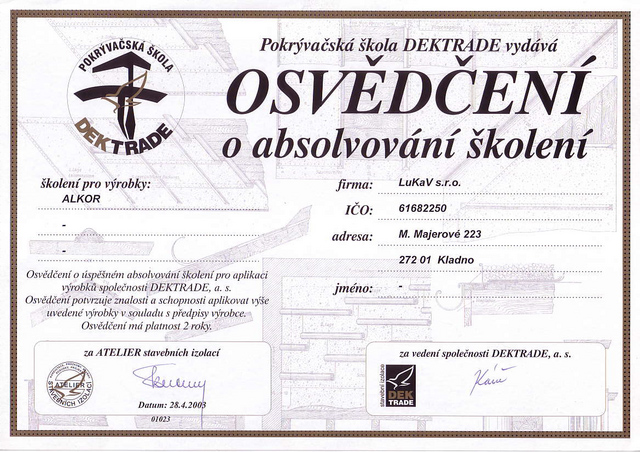 POKRÝVAČSKÁ ŠKOLA
DEKTRADE
Pokrývačská škola DEKTRADE vydává
OSVĚDČENÍ
o absolvování školení
školení pro výrobky:
ALKOR
-
-
firma: LuKaV s.r.o.
IČO: 61682250
adresa: M. Majerové 223
272 01 Kladno
jméno: -
Osvědčení o úspěšném absolvování školení pro aplikaci
výrobků společnosti DEKTRADE, a. s.
Osvědčení potvrzuje znalosti a schopnosti aplikovat výše
uvedené výrobky v souladu s předpisy výrobce.
Osvědčení má platnost 2 roky.
za ATELIER stavebních izolací
ATELIER
STAVEBNÍCH IZOLACÍ
Datum: 28.4.2003
01023
za vedení společnosti DEKTRADE, a. s.
stavební izolace
DEK
TRADE